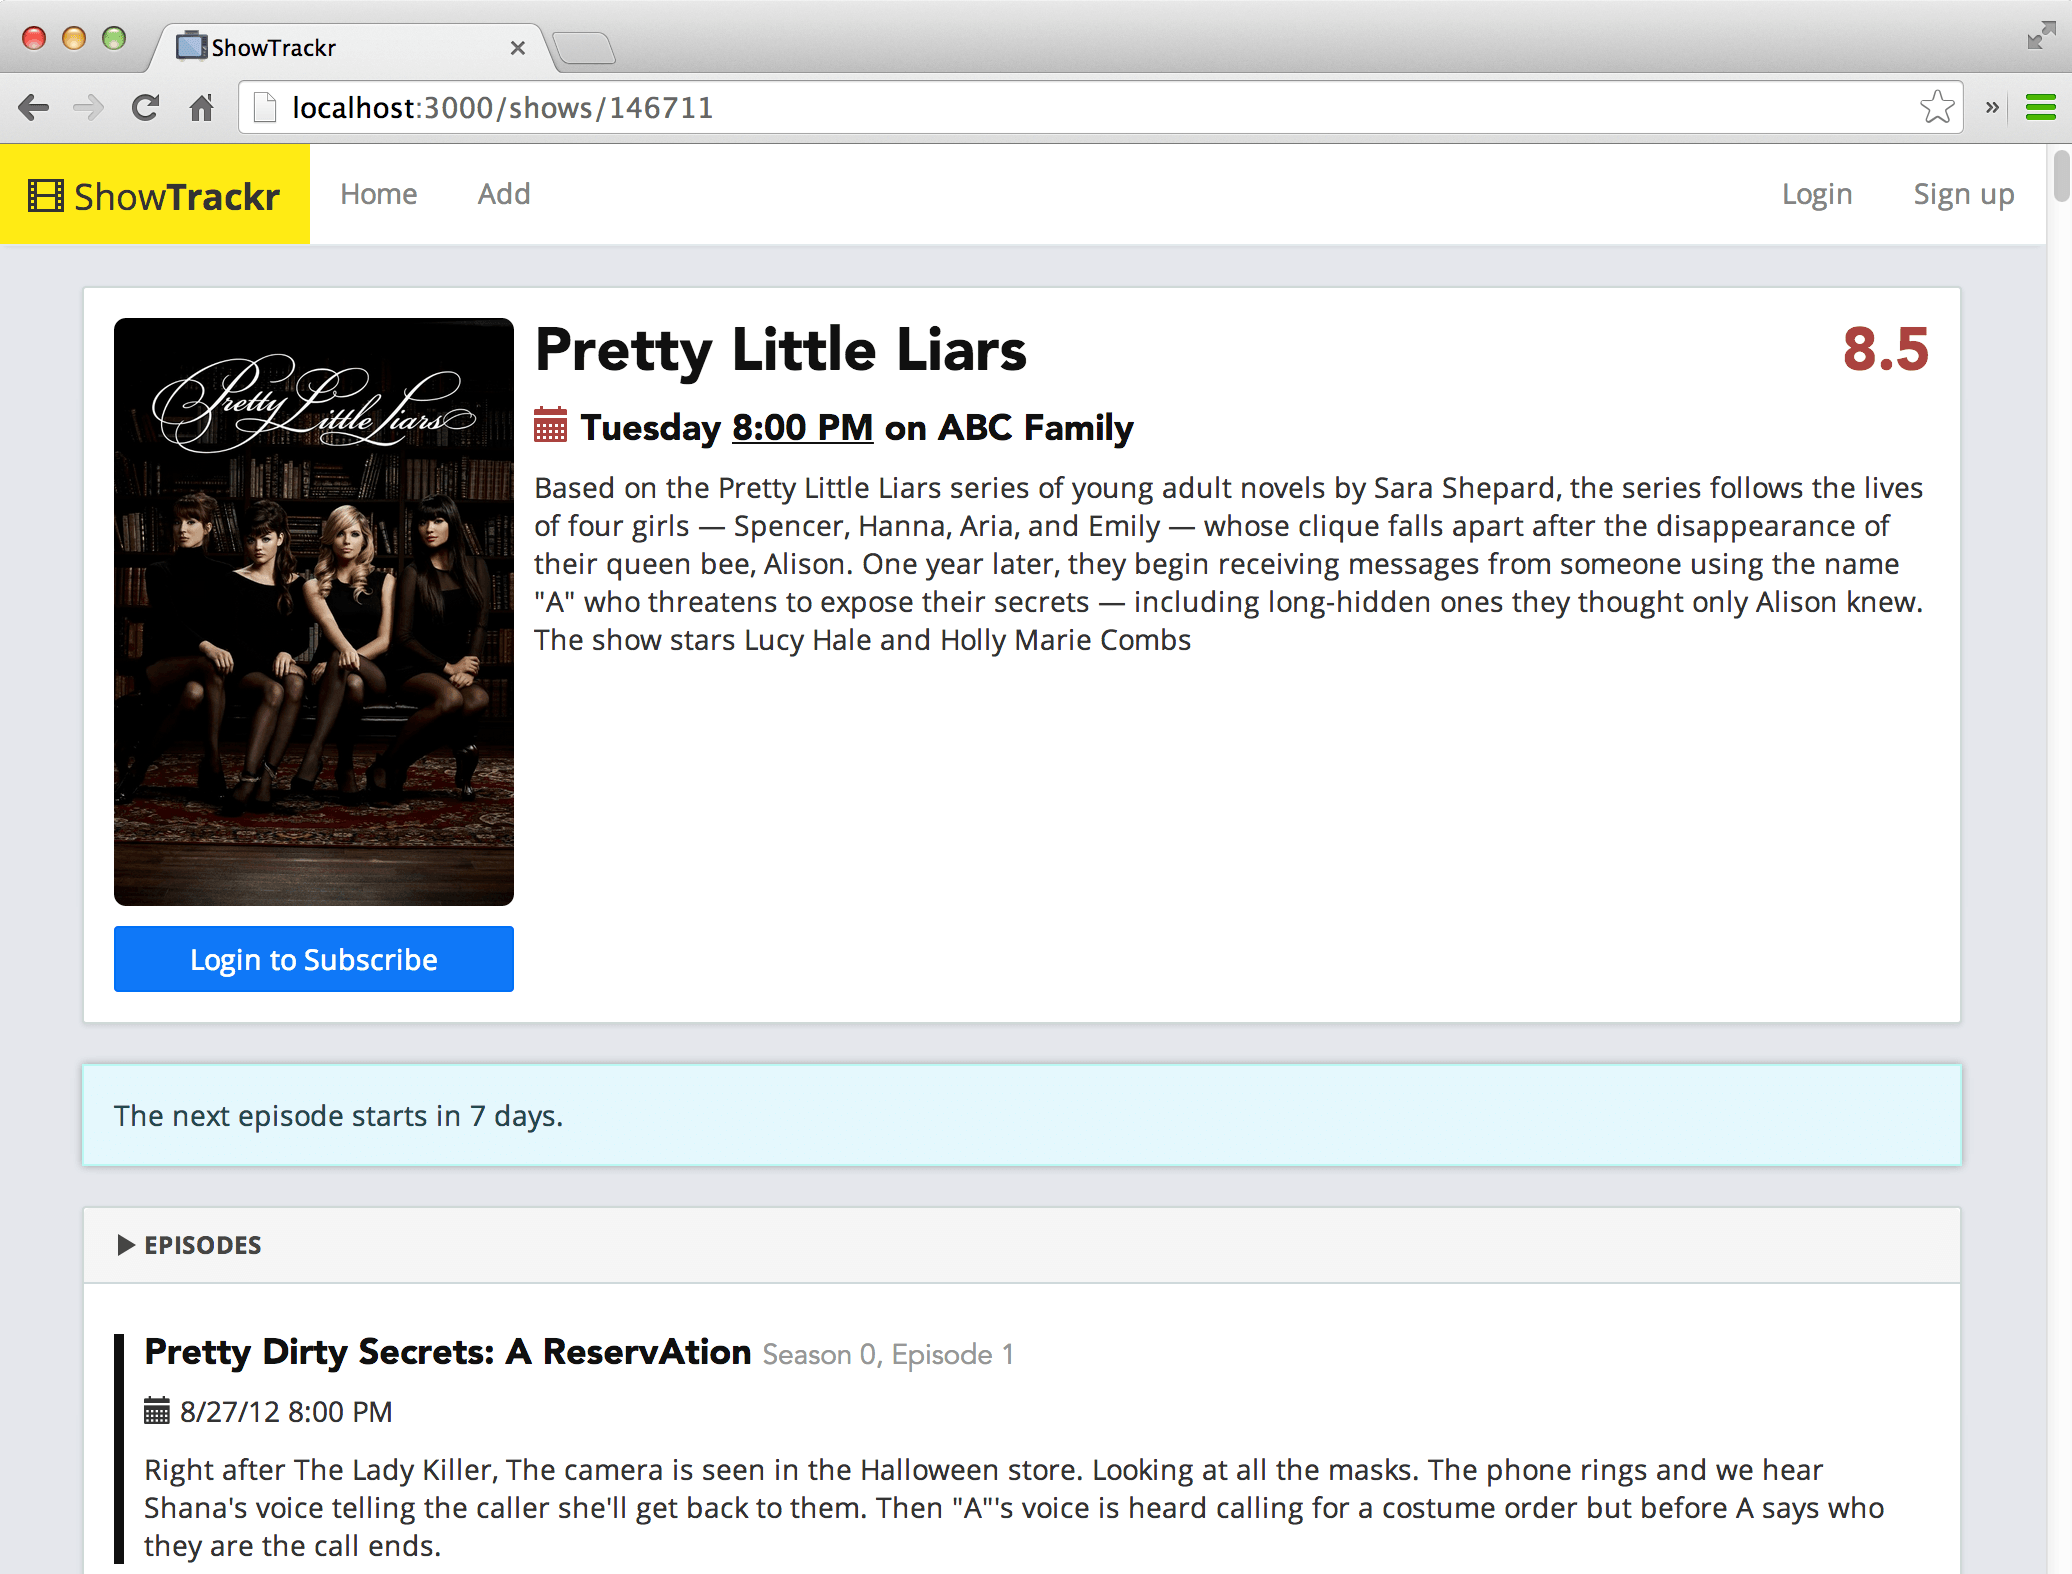 ShowTrackr
localhost:3000/shows/146711
»
ShowTrackr
Home
Add
Login
Sign up
Pretty Little Liars
Pretty Little Liars
8.5
Tuesday 8:00 PM on ABC Family
Based on the Pretty Little Liars series of young adult novels by Sara Shepard, the series follows the lives
of four girls — Spencer, Hanna, Aria, and Emily — whose clique falls apart after the disappearance of
their queen bee, Alison. One year later, they begin receiving messages from someone using the name
"A" who threatens to expose their secrets — including long-hidden ones they thought only Alison knew.
The show stars Lucy Hale and Holly Marie Combs
Login to Subscribe
The next episode starts in 7 days.
EPISODES
Pretty Dirty Secrets: A ReservAtion Season 0, Episode 1
8/27/12 8:00 PM
Right after The Lady Killer, The camera is seen in the Halloween store. Looking at all the masks. The phone rings and we hear
Shana's voice telling the caller she'll get back to them. Then "A"'s voice is heard calling for a costume order but before A says who
they are the call ends.